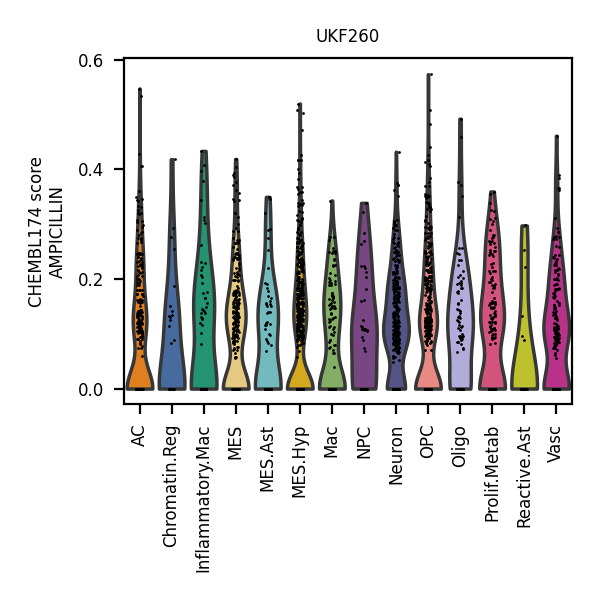 UKF260
CHEMBL174 score
AMPICILLIN
0.6
0.4
0.2
0.0
AC
Chromatin.Reg
Inflammatory.Mac
MES
MES.Ast
MES.Hyp
Mac
NPC
Neuron
OPC
Oligo
Prolif.Metab
Reactive.Ast
Vasc